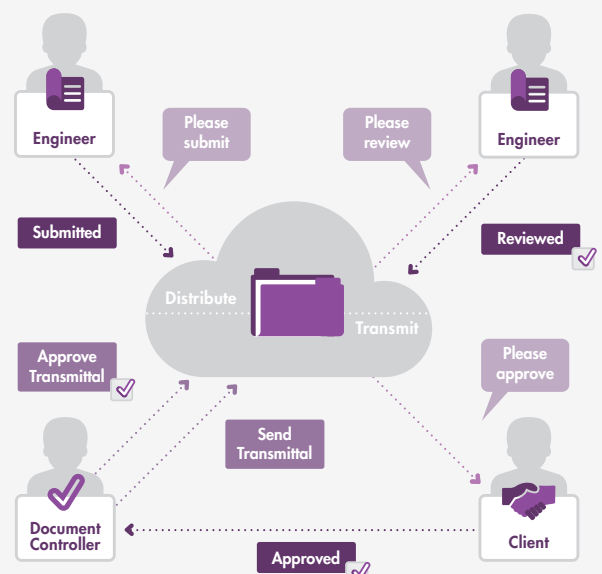 Please
submit
Please
review
Engineer
Engineer
Submitted
Reviewed
Distribute
Transmit
Approve
Transmittal
Please
approve
Send
Transmittal
Document
Controller
Client
Approved